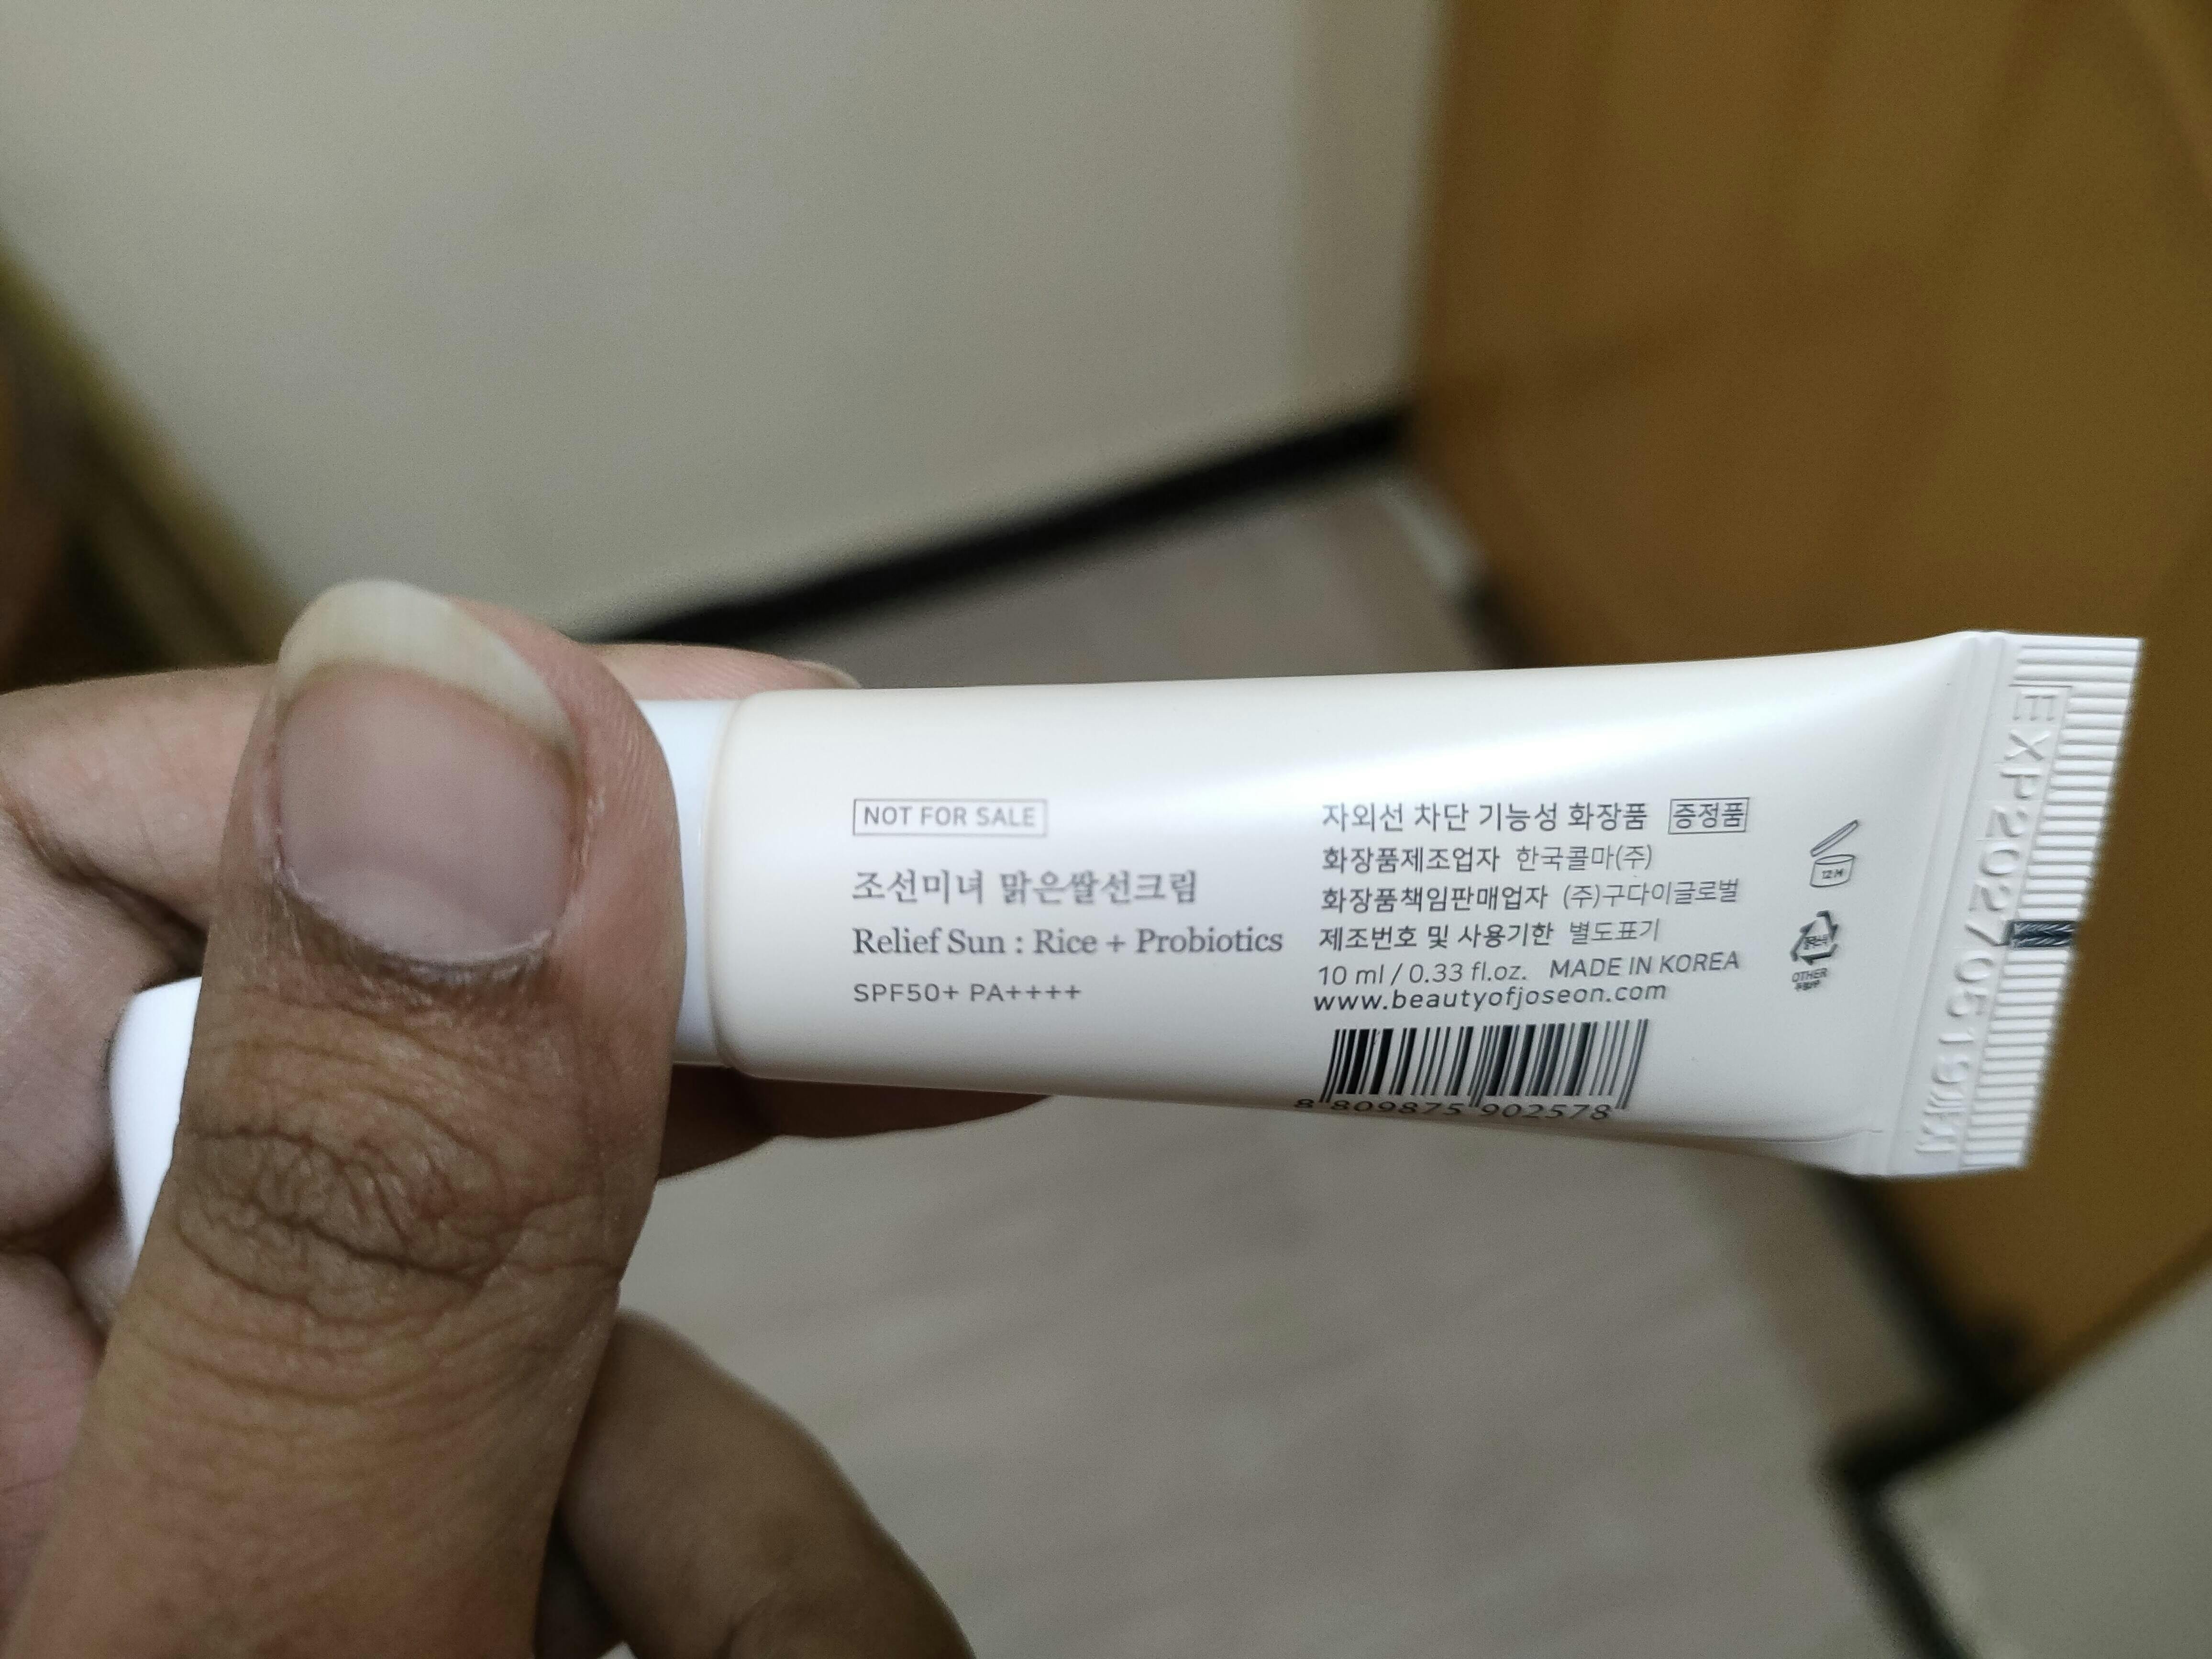 NOT FOR SALE
조선미녀 맑은쌀선크림
Relief Sun : Rice + Probiotics
SPF50+ PA++++
자외선 차단 기능성 화장품 증정품
화장품제조업자 한국콜마(주)
화장품책임판매업자 (주)구다이글로벌
제조번호 및 사용기한 별도표기
10 ml / 0.33 fl.oz. MADE IN KOREA
www.beautyofjoseon.com
8 809875 902578
12M
OTHER
EXP20270519